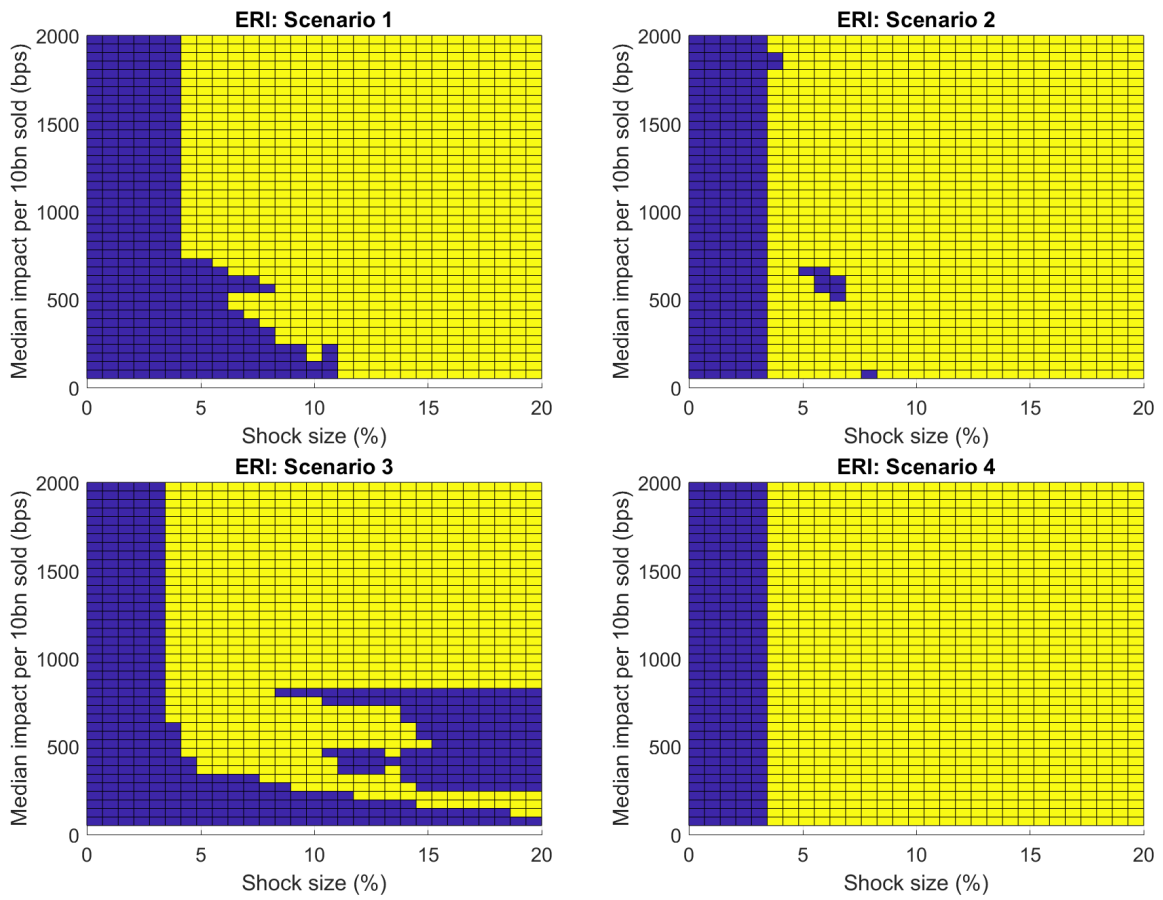 ERI: Scenario 1
2000
1500
1000
500
0
Median impact per 10bn sold (bps)
0 5 10 15 20
Shock size (%)
ERI: Scenario 2
2000
1500
1000
500
0
Median impact per 10bn sold (bps)
0 5 10 15 20
Shock size (%)
ERI: Scenario 3
2000
1500
1000
500
0
Median impact per 10bn sold (bps)
0 5 10 15 20
Shock size (%)
ERI: Scenario 4
2000
1500
1000
500
0
Median impact per 10bn sold (bps)
0 5 10 15 20
Shock size (%)